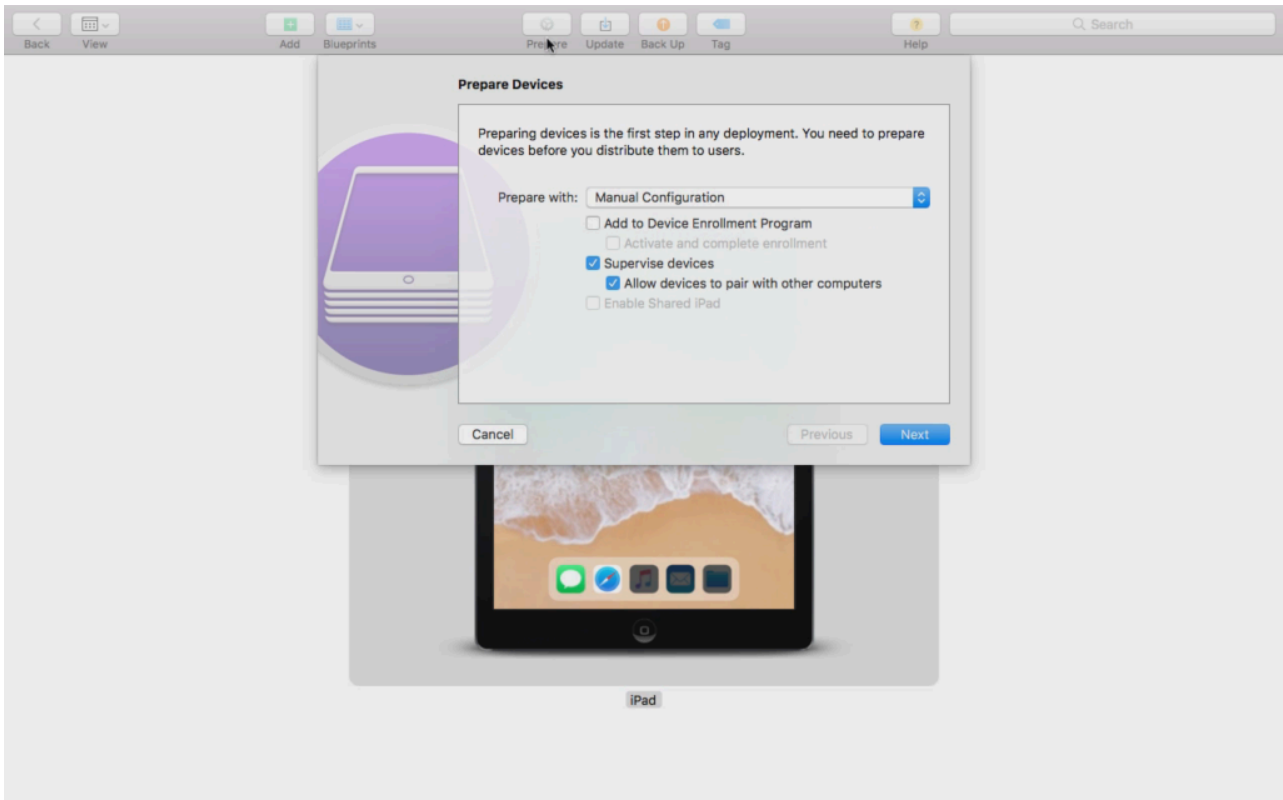 Back View Add Blueprints Prepare Update Back Up Tag Help Search
Prepare Devices
Preparing devices is the first step in any deployment. You need to prepare
devices before you distribute them to users.
Prepare with: Manual Configuration
Add to Device Enrollment Program
Activate and complete enrollment
Supervise devices
Allow devices to pair with other computers
Enable Shared iPad
Cancel Previous Next
iPad